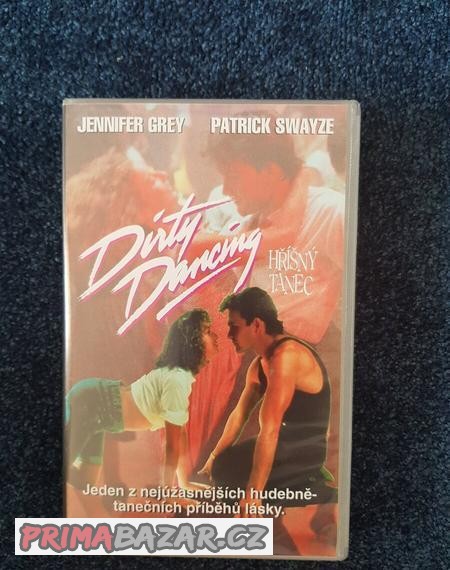 JENNIFER GREY PATRICK SWAYZE
Dirty
Dancing
HŘÍŠNÝ
TANEC
Jeden z nejúžasnějších hudebně-
tanečních příběhů lásky.
PRIMABAZAR.CZ